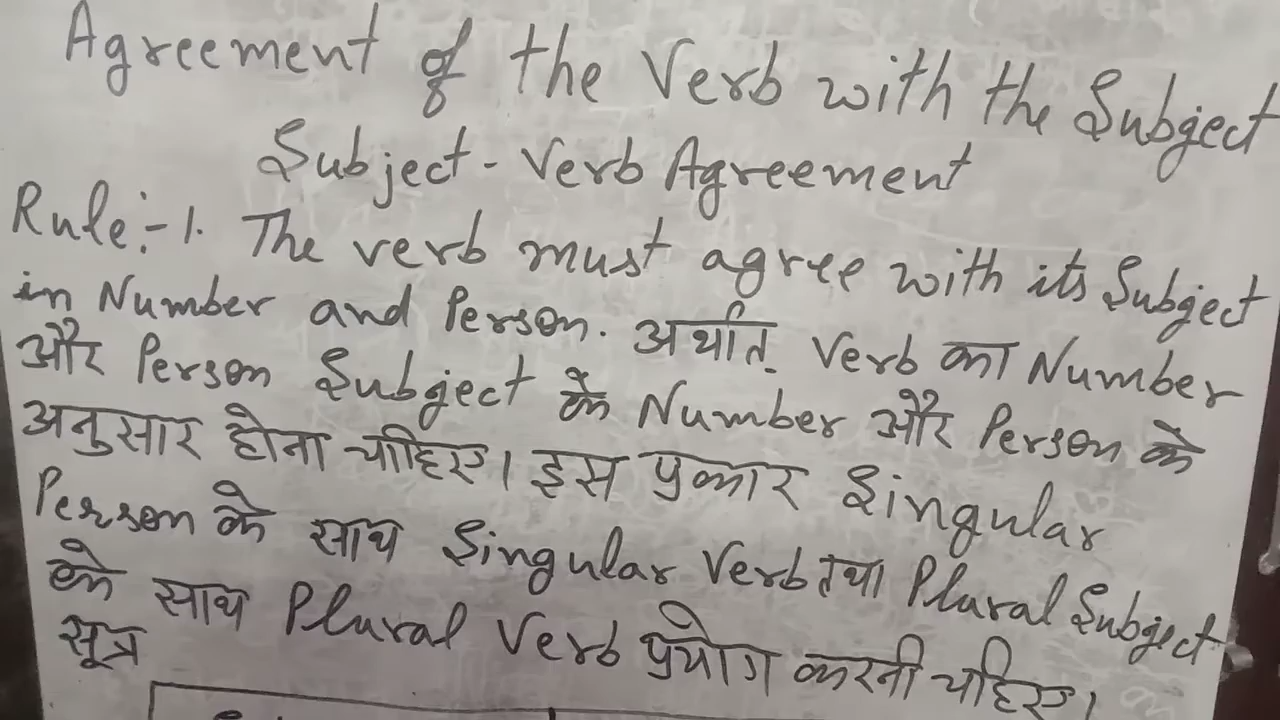 Agreement of the Verb with the Subject
Subject - Verb Agreement
Rule:-1. The verb must agree with its Subject
in Number and Person. अर्थात् Verb का Number
और Person Subject के Number और Person के
अनुसार होना चाहिए। इस प्रकार Singular
Person के साथ Singular Verb तथा Plural Subject
के साथ Plural Verb प्रयोग करनी चाहिए।
सूत्र